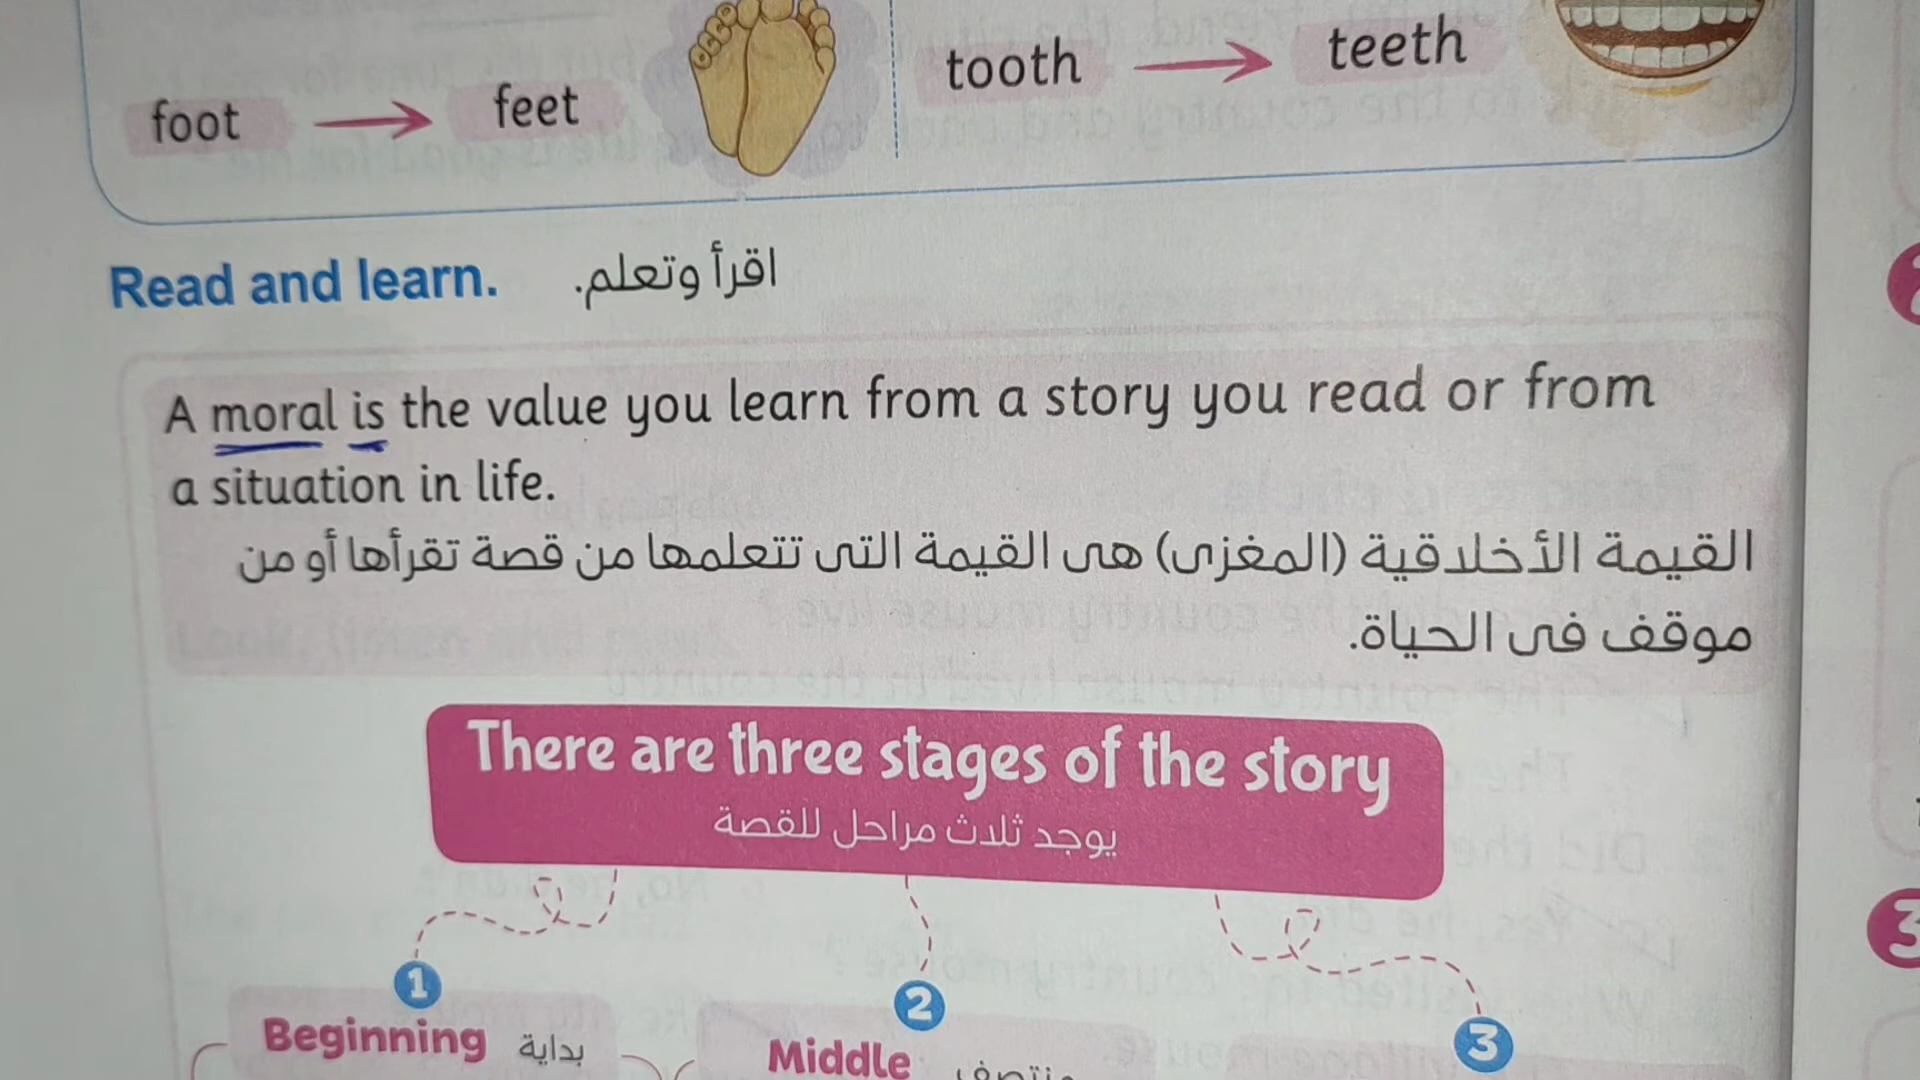 foot → feet
tooth → teeth
Read and learn. اقرأ وتعلم.
A moral is the value you learn from a story you read or from
a situation in life.
القيمة الأخلاقية (المغزى) هى القيمة التى تتعلمها من قصة تقرأها أو من
موقف فى الحياة.
There are three stages of the story
يوجد ثلاث مراحل للقصة
1
2
3
Beginning بداية
Middle
3